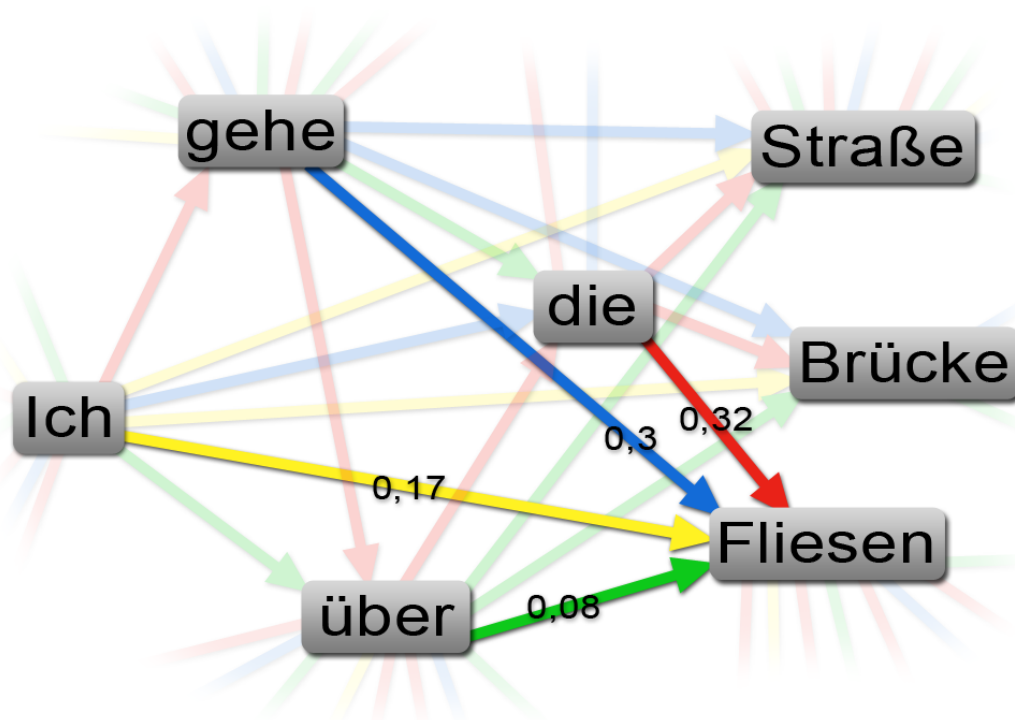 gehe
Straße
die
Brücke
Ich
0,3
0,32
0,17
Fliesen
über
0,08